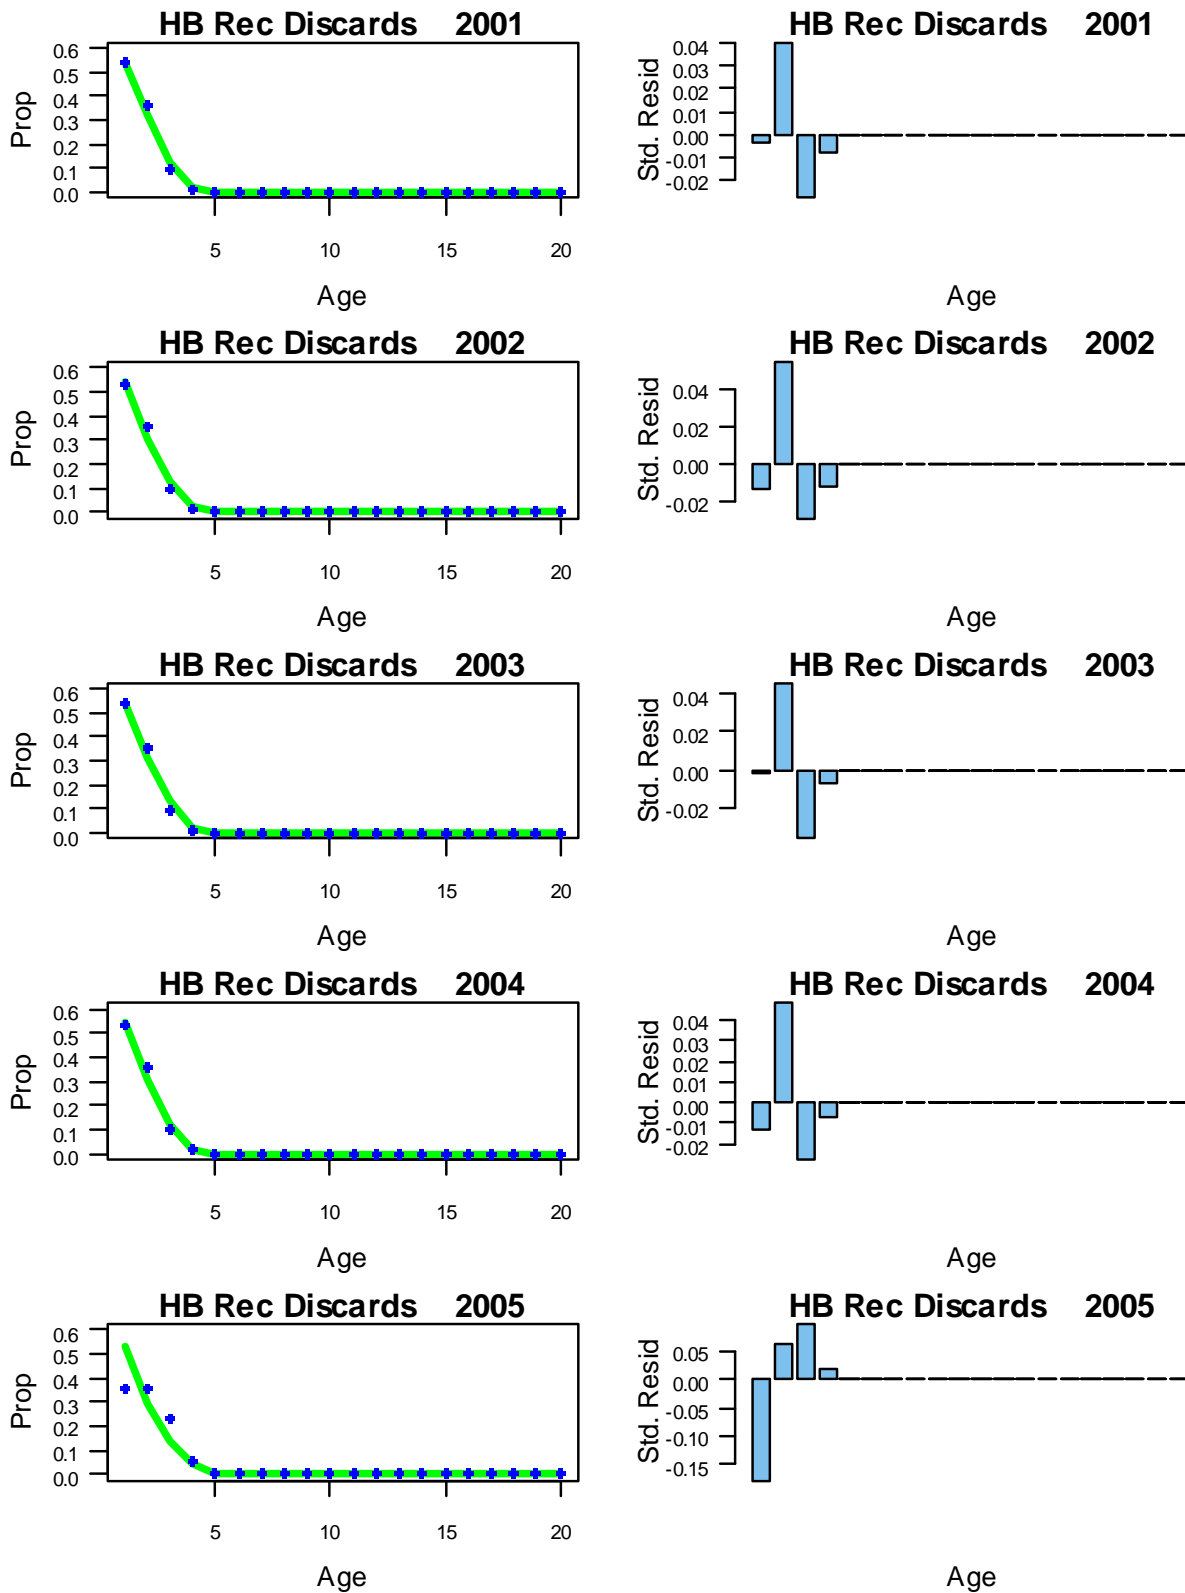 HB Rec Discards 2001
Prop
0.6
0.5
0.4
0.3
0.2
0.1
0.0
5 10 15 20
Age
HB Rec Discards 2001
Std. Resid
0.04
0.03
0.01
0.00
-0.01
-0.02
Age
HB Rec Discards 2002
Prop
0.6
0.5
0.4
0.3
0.2
0.1
0.0
5 10 15 20
Age
HB Rec Discards 2002
Std. Resid
0.04
0.02
0.00
-0.02
Age
HB Rec Discards 2003
Prop
0.6
0.5
0.4
0.3
0.2
0.1
0.0
5 10 15 20
Age
HB Rec Discards 2003
Std. Resid
0.04
0.02
0.00
-0.02
Age
HB Rec Discards 2004
Prop
0.6
0.5
0.4
0.3
0.2
0.1
0.0
5 10 15 20
Age
HB Rec Discards 2004
Std. Resid
0.04
0.03
0.02
0.01
0.00
-0.01
-0.02
Age
HB Rec Discards 2005
Prop
0.6
0.5
0.4
0.3
0.2
0.1
0.0
5 10 15 20
Age
HB Rec Discards 2005
Std. Resid
0.05
0.00
-0.05
-0.10
-0.15
Age